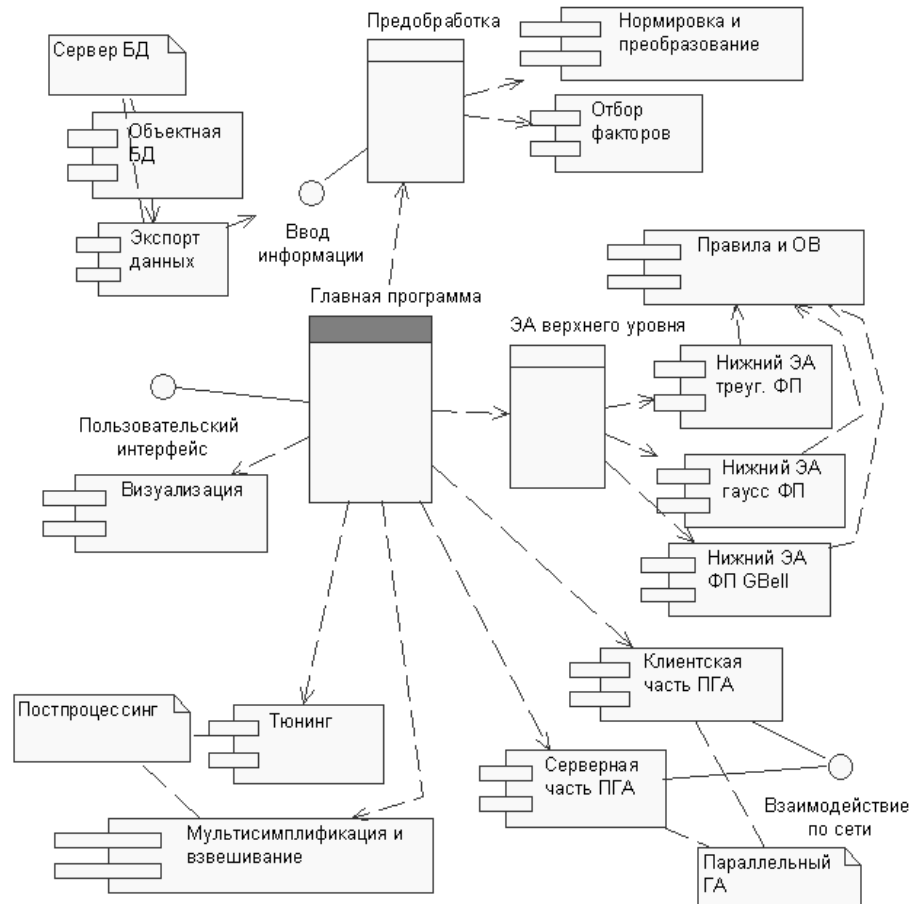 Предобработка
Нормировка и
преобразование
Сервер БД
Отбор
факторов
Объектная
БД
Ввод
информации
Экспорт
данных
Правила и ОВ
Главная программа
ЭА верхнего уровня
Нижний ЭА
треуг. ФП
Пользовательский
интерфейс
Нижний ЭА
гаусс ФП
Визуализация
Нижний ЭА
ФП GBell
Клиентская
часть ПГА
Постпроцессинг
Тюнинг
Серверная
часть ПГА
Взаимодействие
по сети
Мультисимплификация и
взвешивание
Параллельный
ГА